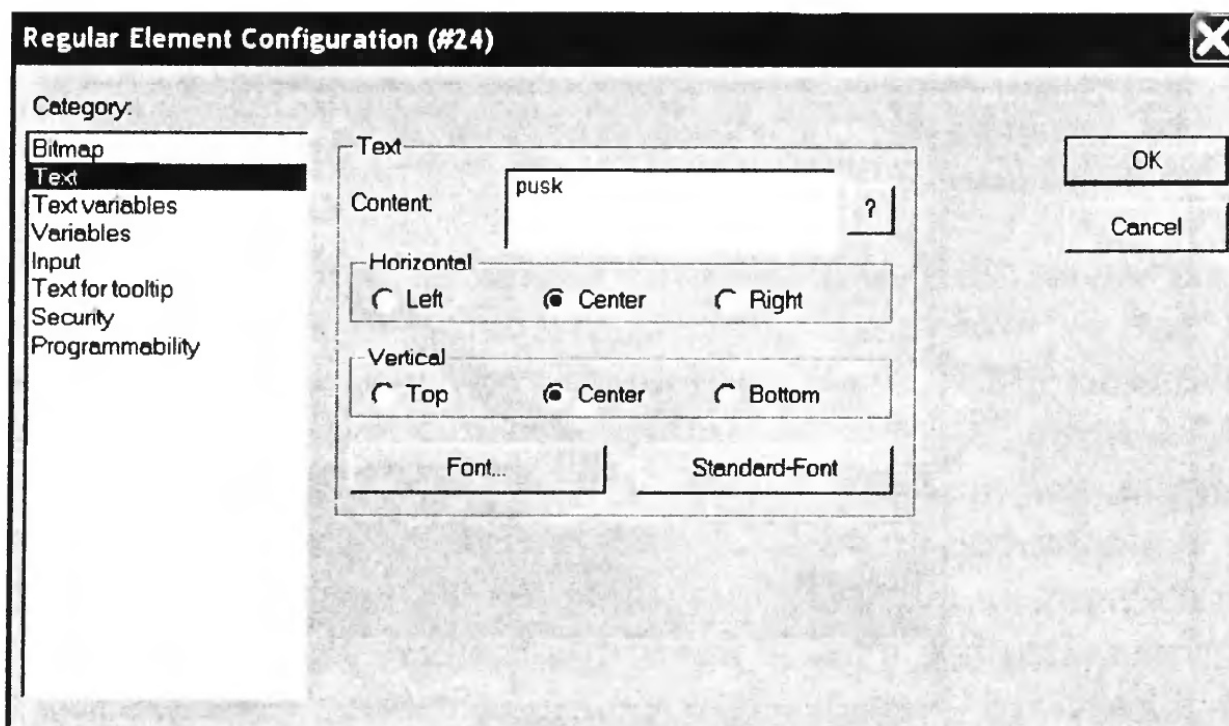 Regular Element Configuration (#24)
Category:
Bitmap
Text
Text variables
Variables
Input
Text for tooltip
Security
Programmability
Text
Content:
pusk
?
Horizontal
Left
Center
Right
Vertical
Top
Center
Bottom
Font...
Standard-Font
OK
Cancel